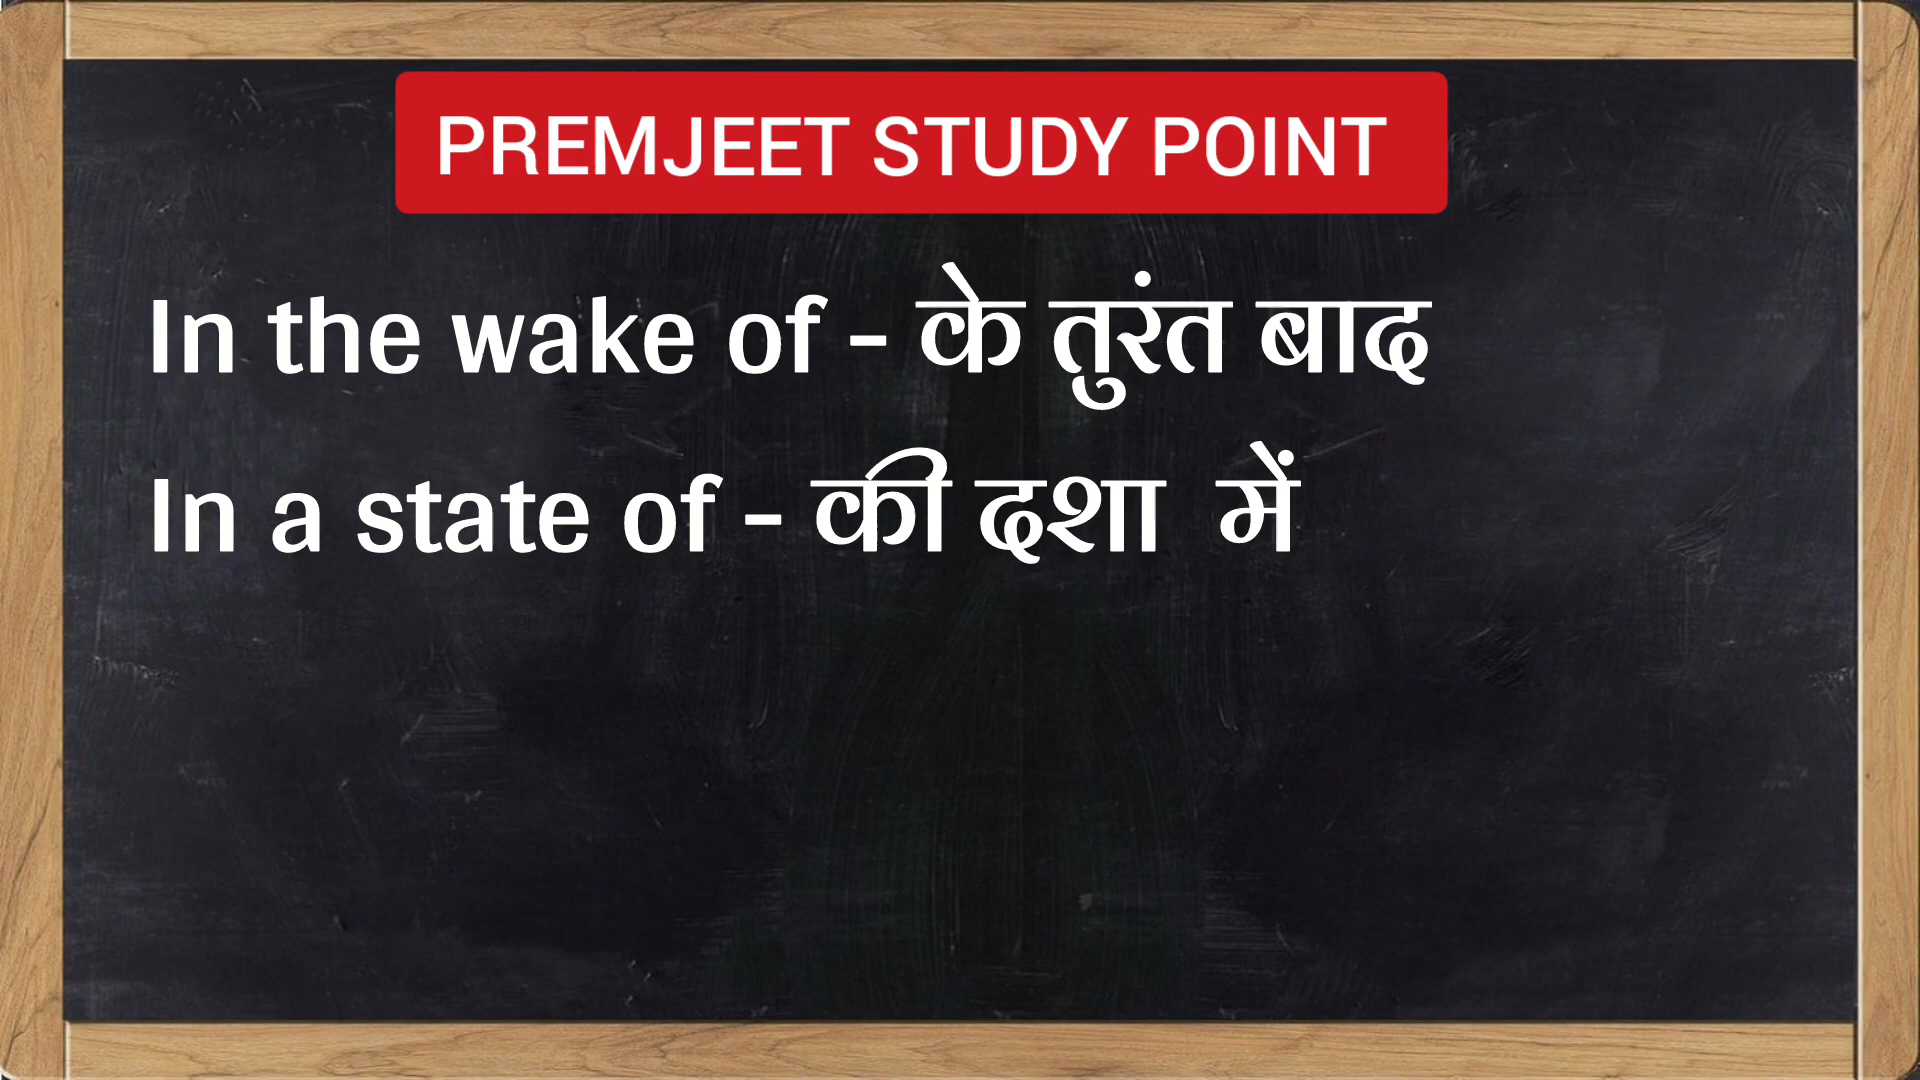 PREMJEET STUDY POINT
In the wake of - के तुरंत बाद
In a state of - की दशा में